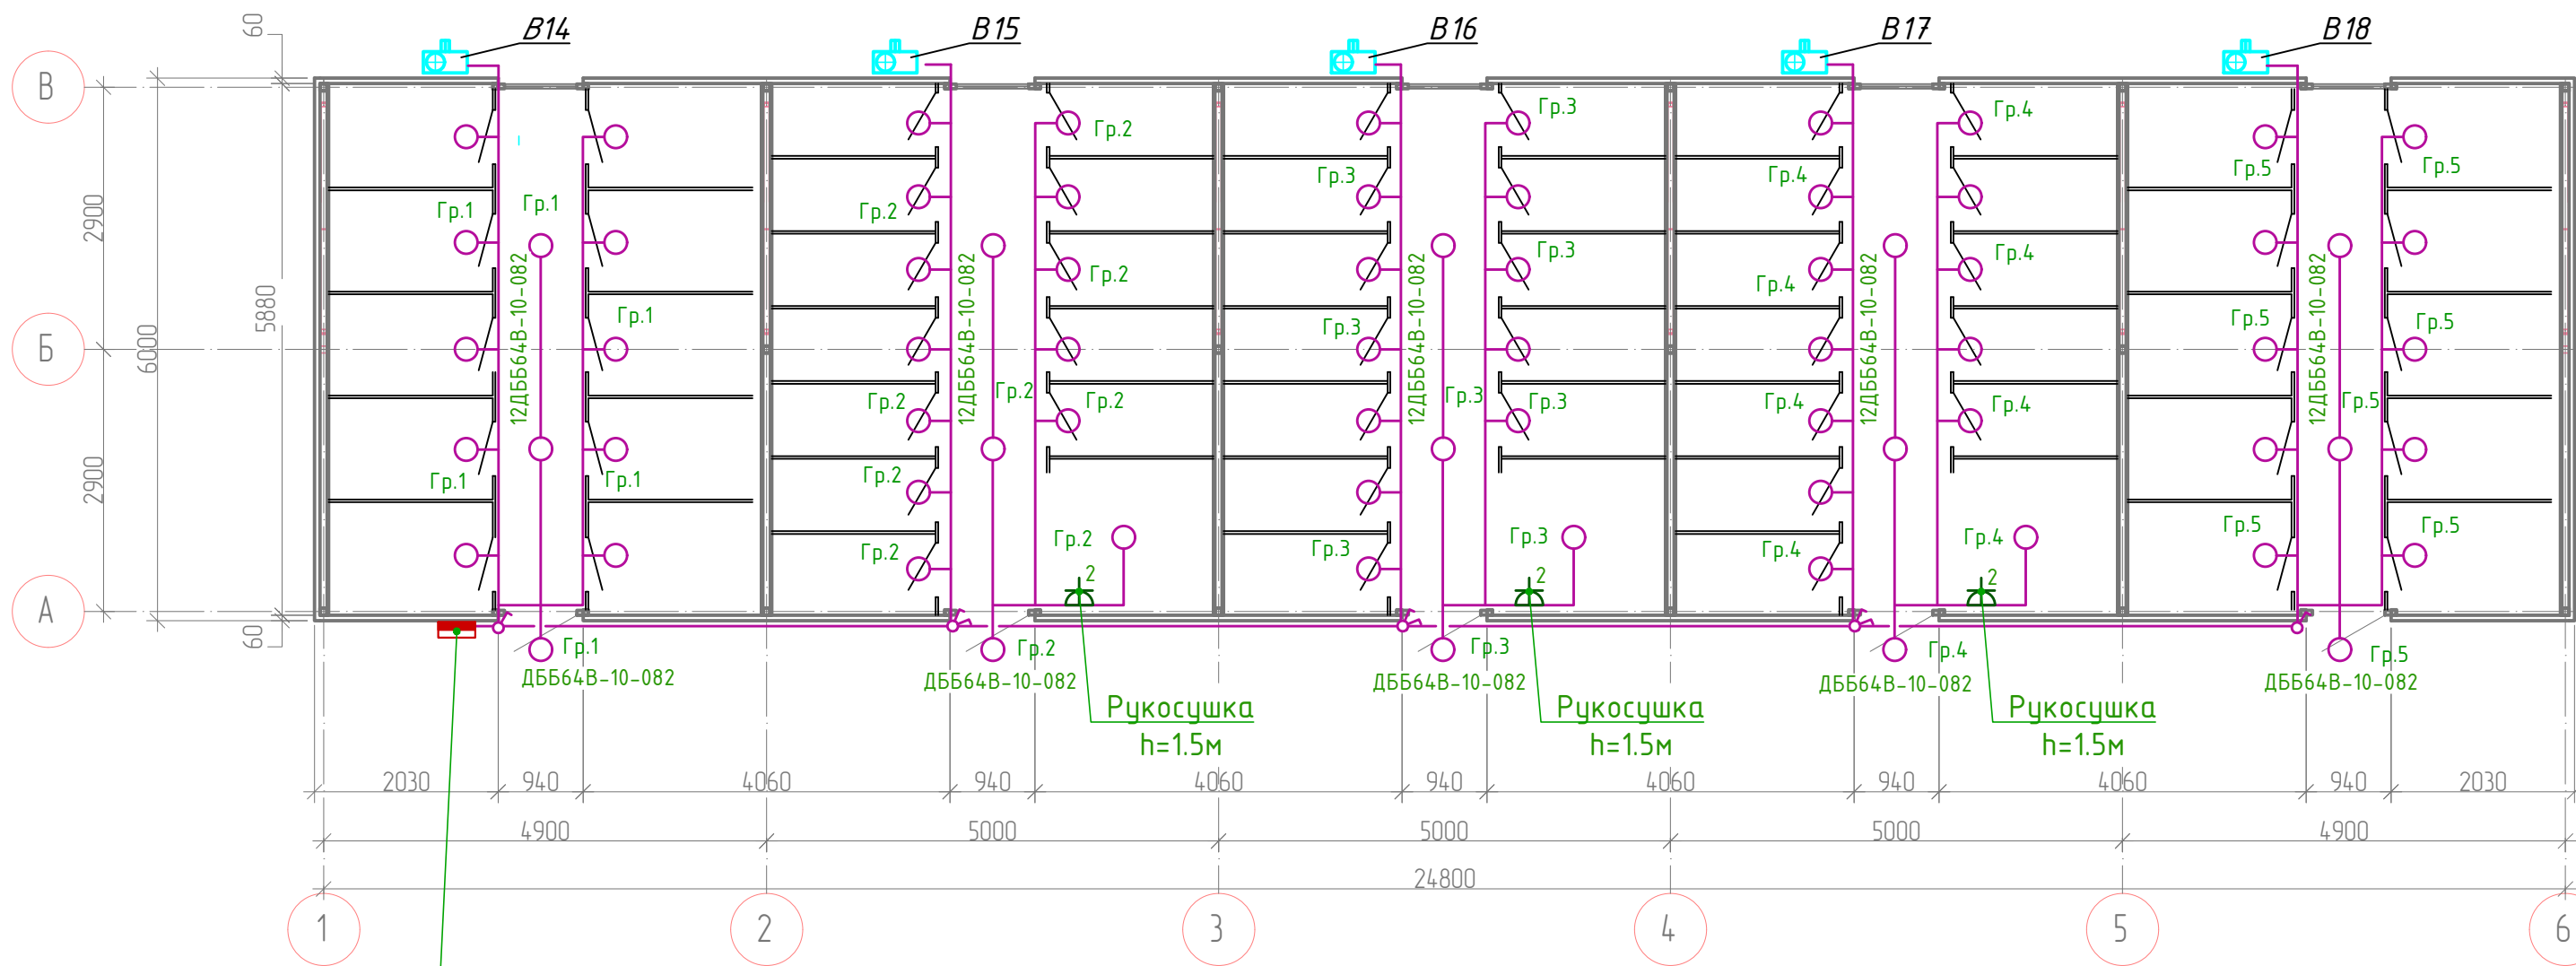 В14
В15
В16
В17
В18
60
В
Гр.2
Гр.3
Гр.4
Гр.3
Гр.4
Гр.5
Гр.5
2900
Гр.1
Гр.1
Гр.2
Гр.2
Гр.3
Гр.4
Гр.4
5880
6000
Б
12ДББ64В-10-082
12ДББ64В-10-082
12ДББ64В-10-082
12ДББ64В-10-082
12ДББ64В-10-082
Гр.1
Гр.3
Гр.5
Гр.5
Гр.2
Гр.2
Гр.2
Гр.3
Гр.3
Гр.4
Гр.4
Гр.5
2900
Гр.1
Гр.1
Гр.2
Гр.5
Гр.5
Гр.2
Гр.2
Гр.3
Гр.3
Гр.4
Гр.4
2
2
2
А
60
Гр.1
Гр.2
Гр.3
Гр.4
Гр.5
ДББ64В-10-082
ДББ64В-10-082
ДББ64В-10-082
ДББ64В-10-082
ДББ64В-10-082
Рукосушка
h=1.5м
Рукосушка
h=1.5м
Рукосушка
h=1.5м
2030
940
4060
940
4060
940
4060
940
4060
940
2030
4900
5000
5000
5000
4900
24800
1
2
3
4
5
6